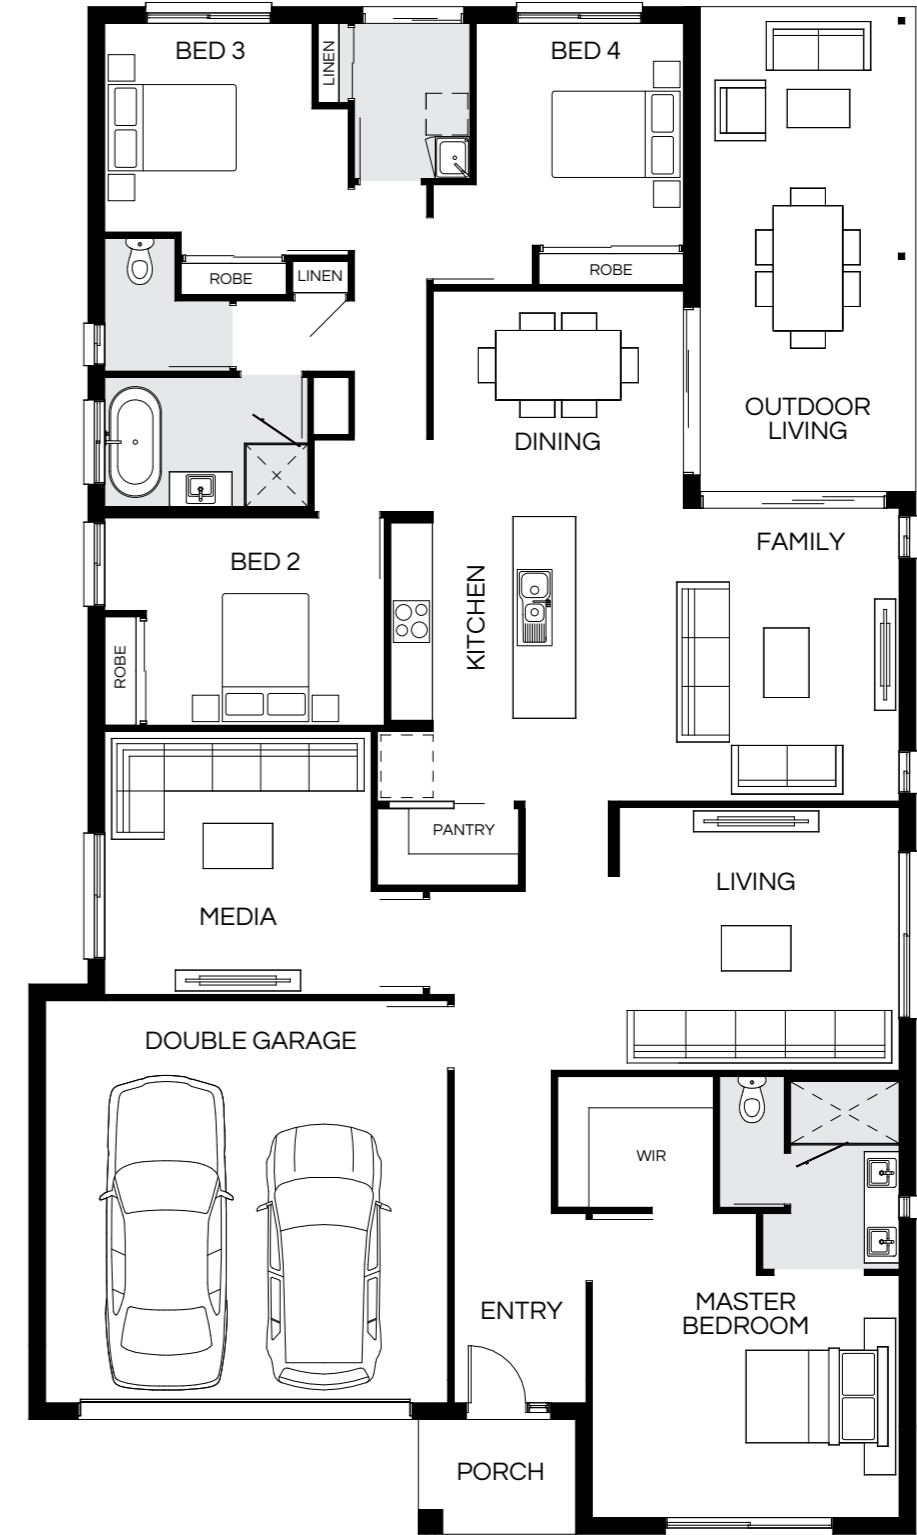 BED 3
LINEN
BED 4
ROBE
LINEN
ROBE
OUTDOOR
LIVING
DINING
FAMILY
BED 2
KITCHEN
ROBE
PANTRY
LIVING
MEDIA
DOUBLE GARAGE
WIR
ENTRY
MASTER
BEDROOM
PORCH